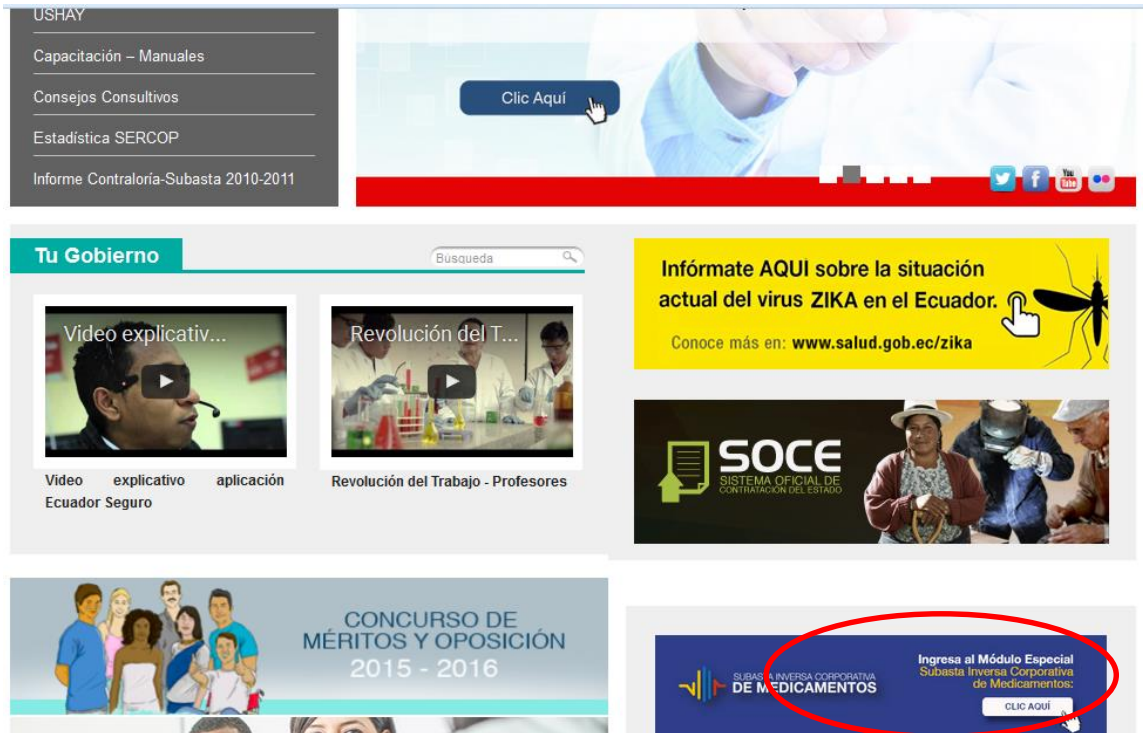 USHAY
Capacitación – Manuales
Consejos Consultivos
Estadística SERCOP
Informe Contraloría-Subasta 2010-2011
Clic Aquí
You
Tube
Tu Gobierno
Búsqueda
Video explicativ...
Revolución del T...
Video explicativo aplicación
Ecuador Seguro
Revolución del Trabajo - Profesores
Infórmate AQUI sobre la situación
actual del virus ZIKA en el Ecuador.
Conoce más en: www.salud.gob.ec/zika
SOCE
SISTEMA OFICIAL DE
CONTRATACIÓN DEL ESTADO
CONCURSO DE
MÉRITOS Y OPOSICIÓN
2015 - 2016
SUBASTA INVERSA CORPORATIVA
DE MEDICAMENTOS
Ingresa al Módulo Especial
Subasta Inversa Corporativa
de Medicamentos:
CLIC AQUÍ